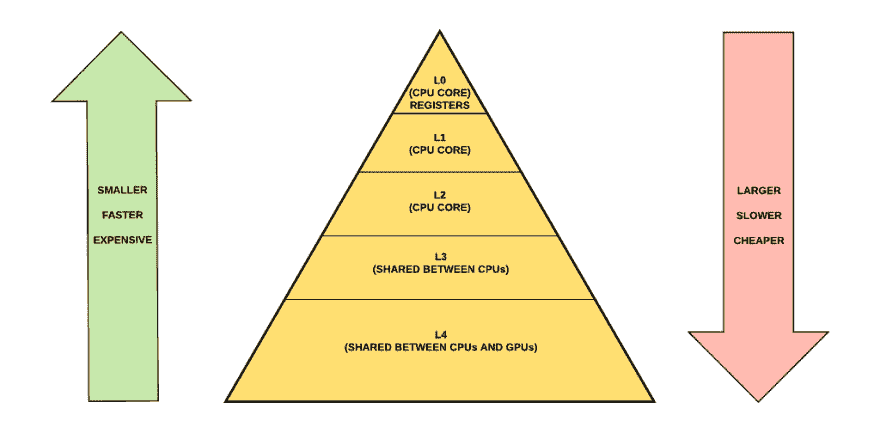 SMALLER
FASTER
EXPENSIVE
L0
(CPU CORE)
REGISTERS
L1
(CPU CORE)
L2
(CPU CORE)
L3
(SHARED BETWEEN CPUs)
L4
(SHARED BETWEEN CPUs AND GPUs)
LARGER
SLOWER
CHEAPER